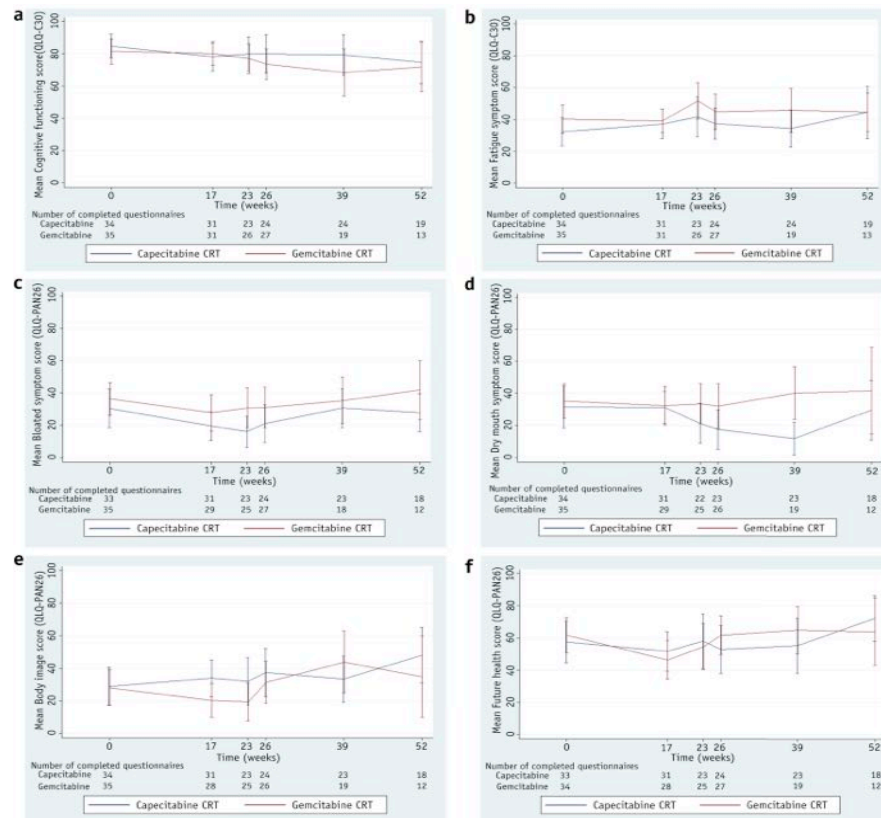 a
Mean Cognitive functioning score(QLQ-C30)
100
80
60
40
20
0
0 17 23 26 39 52
Time (weeks)
Number of completed questionnaires
Capecitabine 34 31 23 24 24 19
Gemcitabine 35 31 26 27 19 13
Capecitabine CRT Gemcitabine CRT
b
Mean Fatigue symptom score (QLQ-C30)
100
80
60
40
20
0
0 17 23 26 39 52
Time (weeks)
Number of completed questionnaires
Capecitabine 34 31 23 24 24 19
Gemcitabine 35 31 26 27 19 13
Capecitabine CRT Gemcitabine CRT
c
Mean Bloated symptom score (QLQ-PAN26)
100
80
60
40
20
0
0 17 23 26 39 52
Time (weeks)
Number of completed questionnaires
Capecitabine 33 31 23 24 23 18
Gemcitabine 35 29 25 27 18 12
Capecitabine CRT Gemcitabine CRT
d
Mean Dry mouth symptom score (QLQ-PAN26)
100
80
60
40
20
0
0 17 23 26 39 52
Time (weeks)
Number of completed questionnaires
Capecitabine 34 31 22 23 23 18
Gemcitabine 35 29 25 26 19 12
Capecitabine CRT Gemcitabine CRT
e
Mean Body image score (QLQ-PAN26)
100
80
60
40
20
0
0 17 23 26 39 52
Time (weeks)
Number of completed questionnaires
Capecitabine 34 31 23 24 23 18
Gemcitabine 35 28 25 26 19 12
Capecitabine CRT Gemcitabine CRT
f
Mean Future health score (QLQ-PAN26)
100
80
60
40
20
0
0 17 23 26 39 52
Time (weeks)
Number of completed questionnaires
Capecitabine 33 31 23 24 23 18
Gemcitabine 34 28 25 27 19 12
Capecitabine CRT Gemcitabine CRT